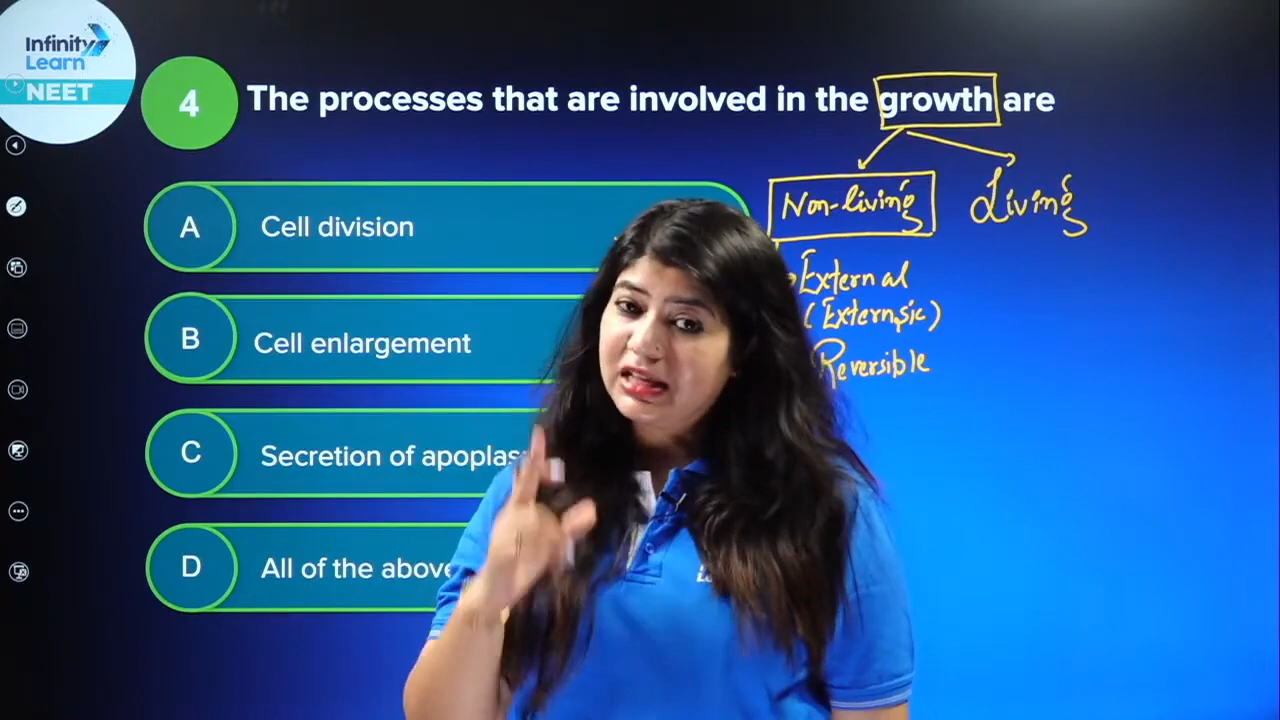 Infinity
Learn
NEET
4
The processes that are involved in the growth are
Non-living
Living
A
Cell division
External
(Externsic)
B
Cell enlargement
Reversible
C
Secretion of
D
All of the above